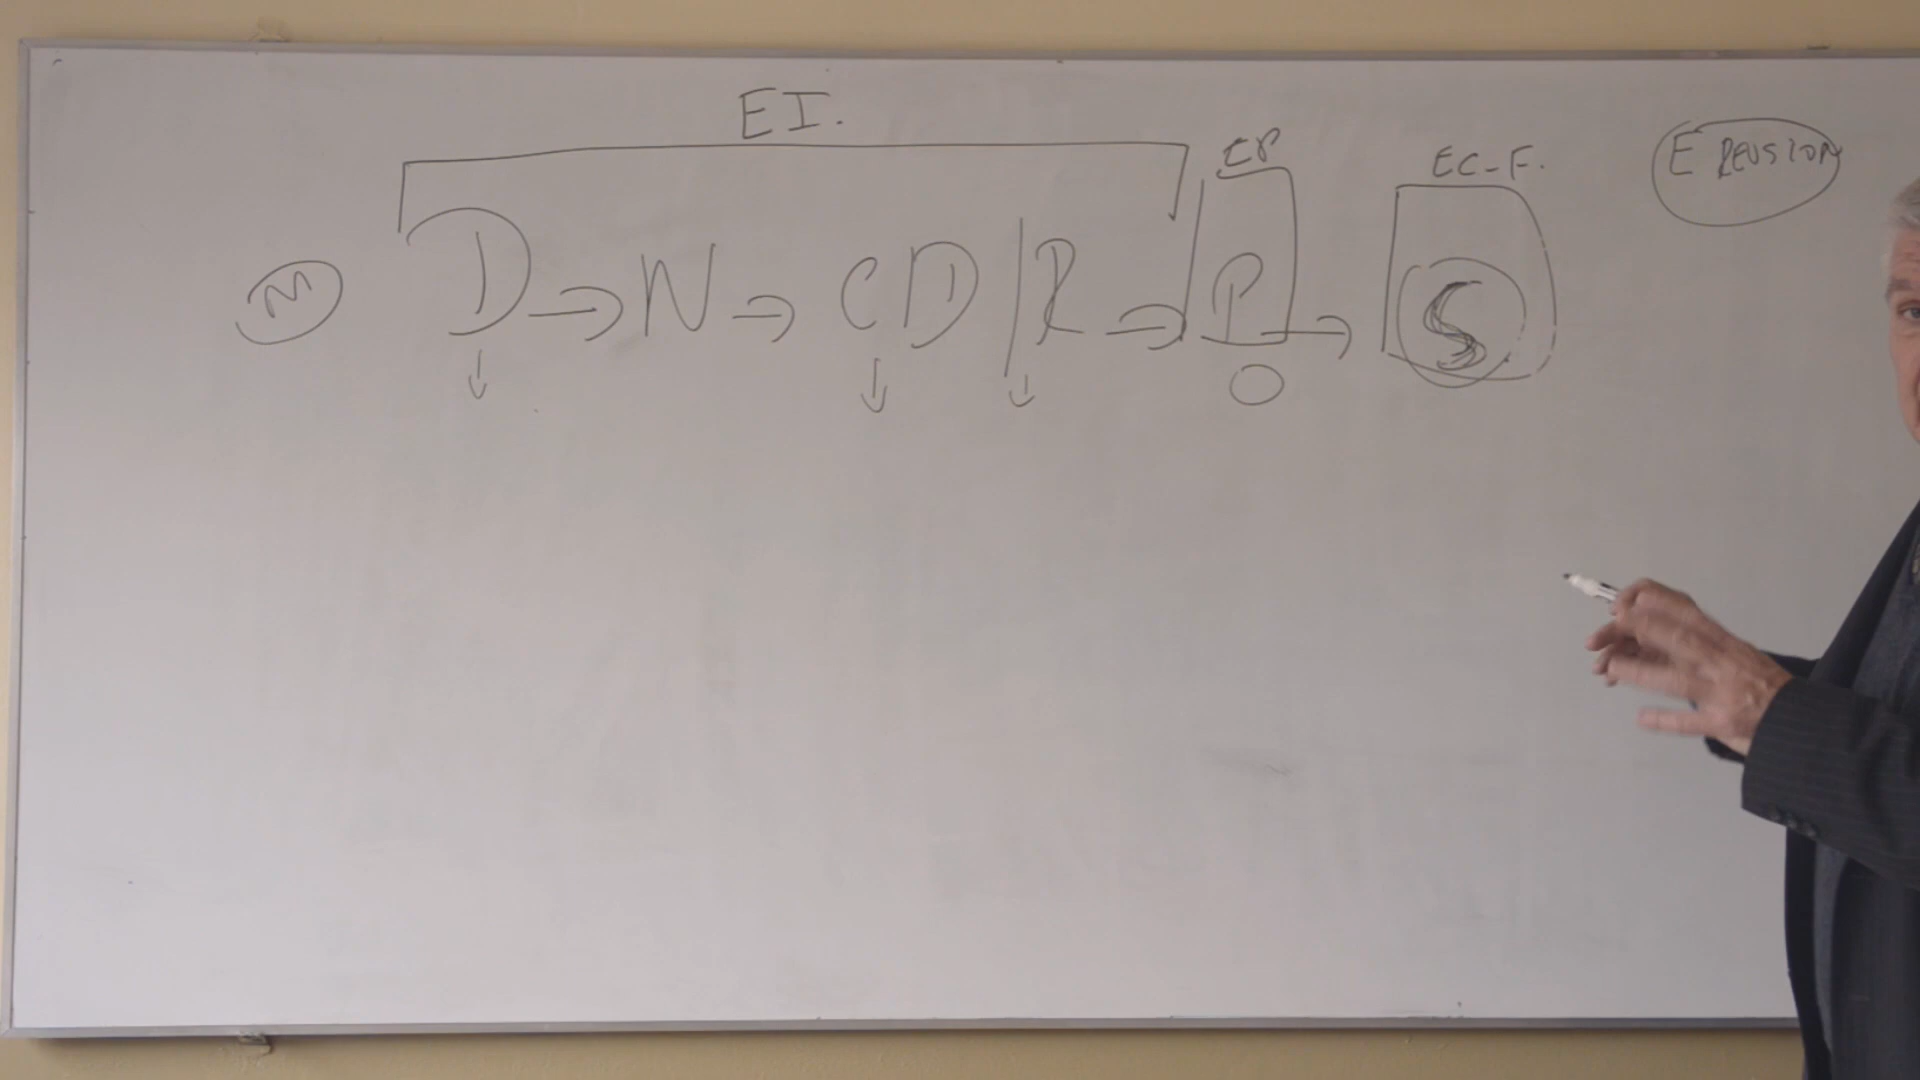 EI.
EP
EC-F.
E REVISION
M D → N → CD/R → P → S
↓ ↓ ↓ O